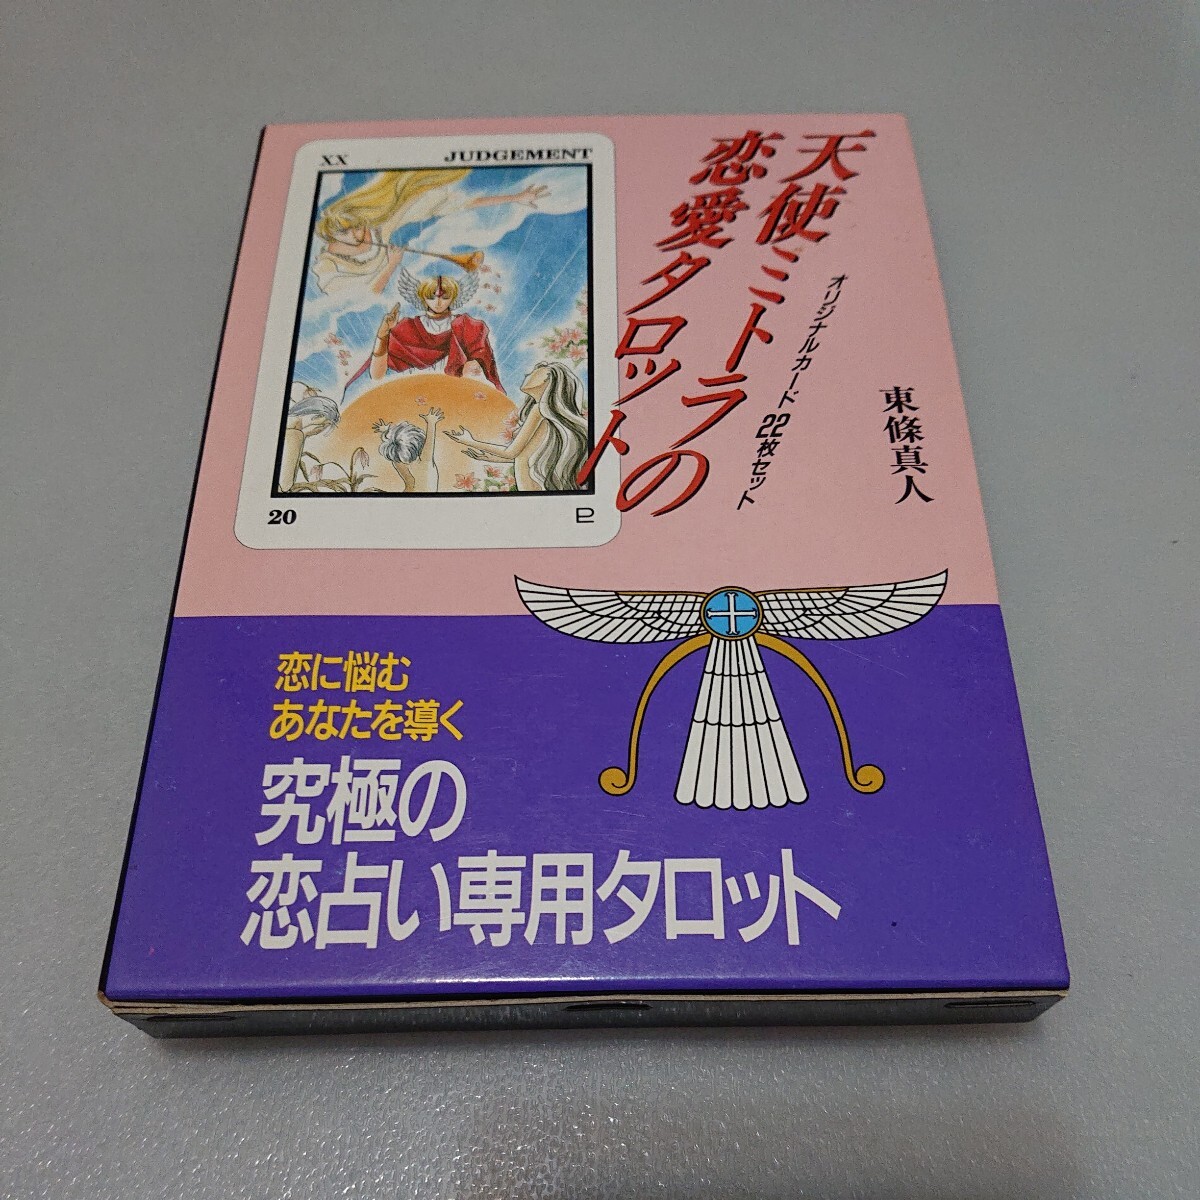 天使ミトラの
恋愛タロット
オリジナルカード22枚セット
東條真人
XX
JUDGEMENT
20
恋に悩む
あなたを導く
究極の
恋占い専用タロット